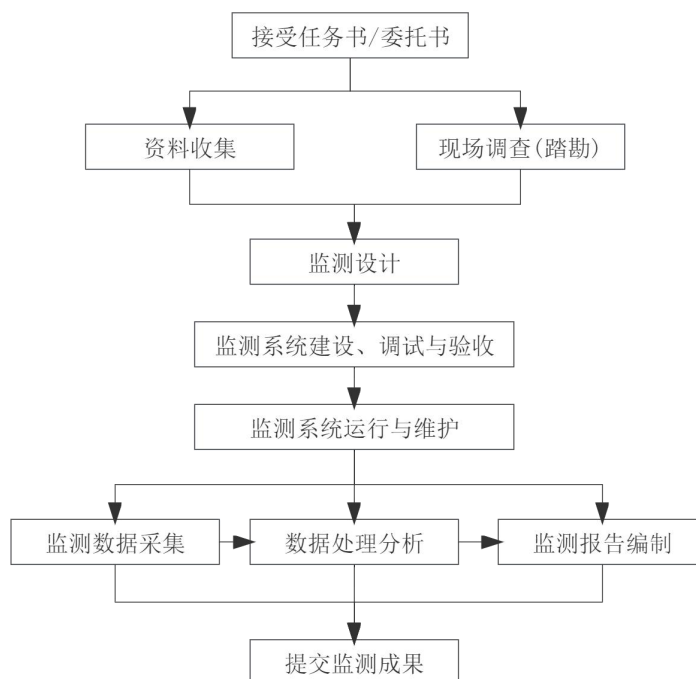 接受任务书/委托书
资料收集
现场调查(踏勘)
监测设计
监测系统建设、调试与验收
监测系统运行与维护
监测数据采集
数据处理分析
监测报告编制
提交监测成果